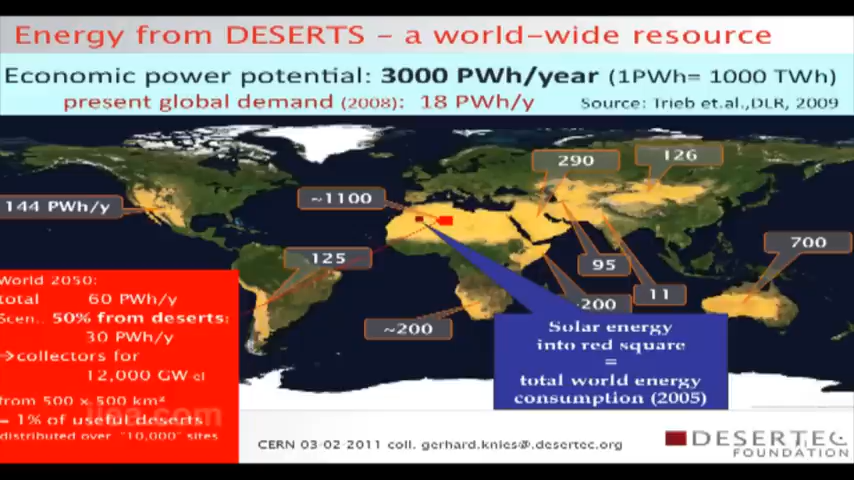 Energy from DESERTS – a world-wide resource
Economic power potential: 3000 PWh/year (1PWh= 1000 TWh)
present global demand (2008): 18 PWh/y Source: Trieb et.al.,DLR, 2009
290
126
~1100
144 PWh/y
700
125
95
11
~200
200
World 2050:
total 60 PWh/y
Scen.. 50% from deserts:
30 PWh/y
→collectors for
12,000 GW el
from 500 x 500 km²
= 1% of useful deserts
distributed over "10,000" sites
Solar energy
into red square
=
total world energy
consumption (2005)
CERN 03-02-2011 coll. gerhard.knies@.desertec.org
DESERTEC
FOUNDATION